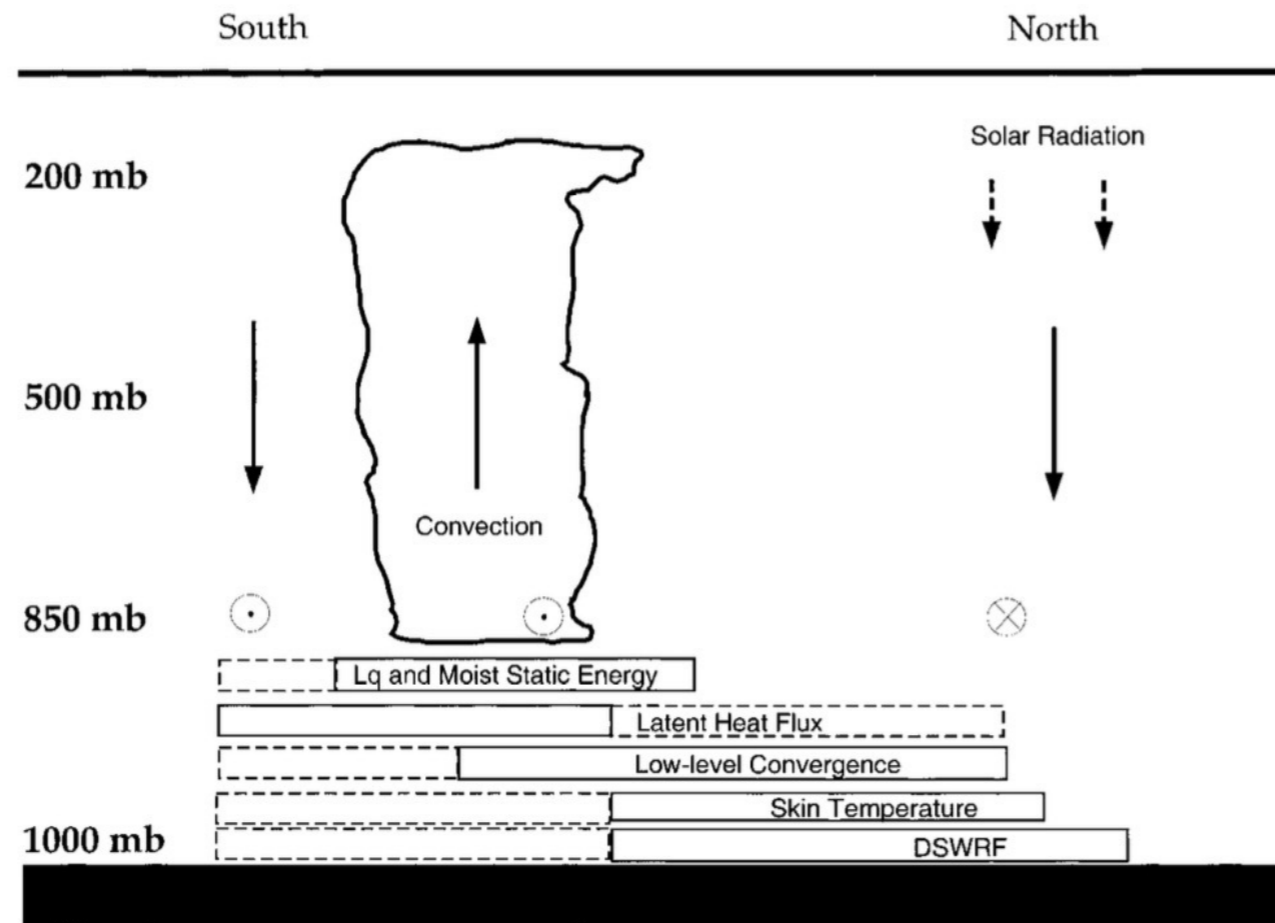 South North
Solar Radiation
200 mb
500 mb
Convection
850 mb
Lq and Moist Static Energy
Latent Heat Flux
Low-level Convergence
Skin Temperature
1000 mb
DSWRF